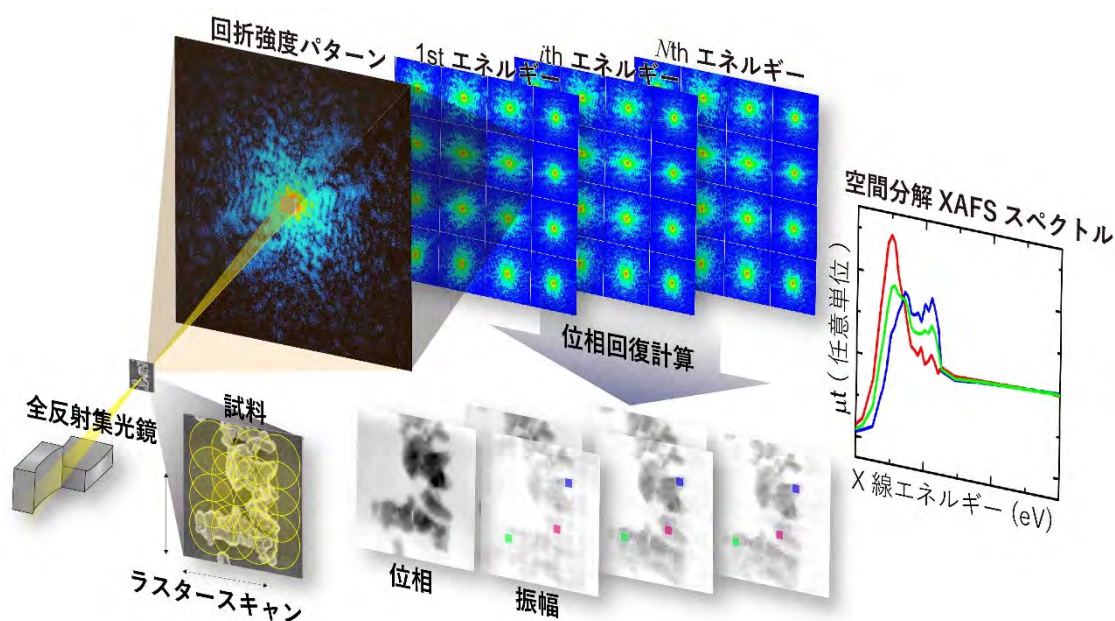 回折強度パターン
1st エネルギー
ith エネルギー
Nth エネルギー
空間分解 XAFS スペクトル
位相回復計算
μt ( 任意単位 )
X 線エネルギー (eV)
全反射集光鏡
試料
ラスタースキャン
位相
振幅